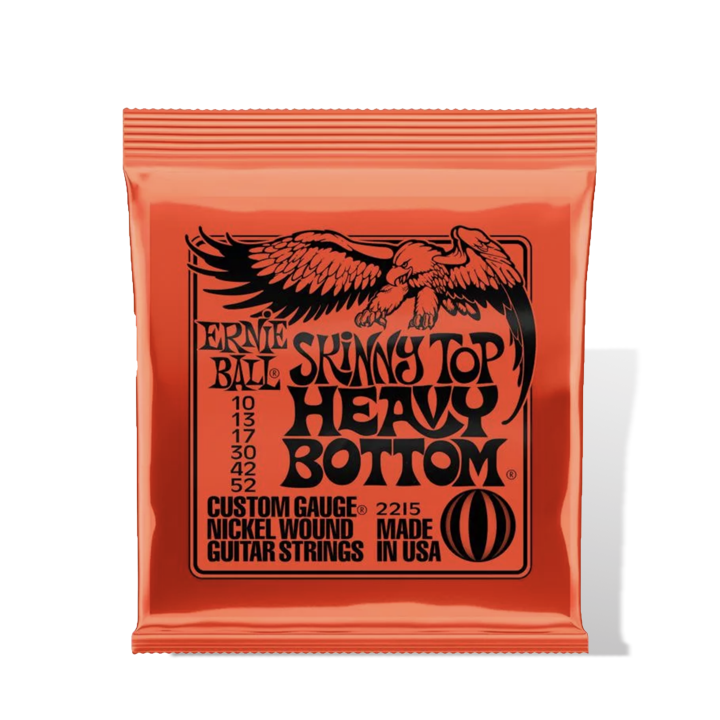 ERNIE
BALL®
SKINNY TOP
HEAVY
BOTTOM®
10
13
17
30
42
52
CUSTOM GAUGE®
NICKEL WOUND
GUITAR STRINGS
2215
MADE
IN USA